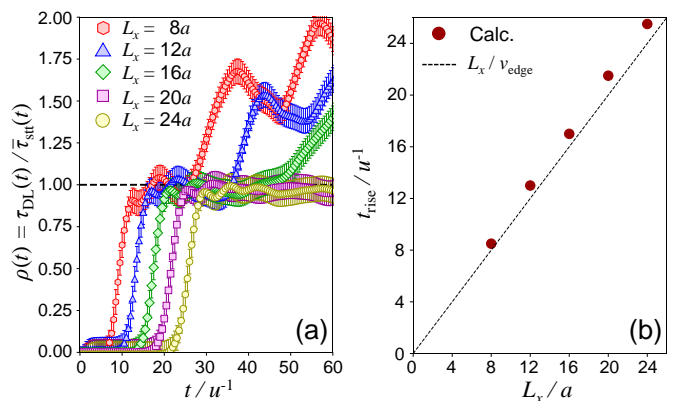 2.00
1.75
1.50
1.25
1.00
0.75
0.50
0.25
0.00
ρ(t) = τ_DL(t) / τ̄_stt(t)
L_x = 8a
L_x = 12a
L_x = 16a
L_x = 20a
L_x = 24a
(a)
0 10 20 30 40 50 60
t / u⁻¹
24
20
16
12
8
4
0
t_rise / u⁻¹
Calc.
L_x / v_edge
(b)
0 4 8 12 16 20 24
L_x / a